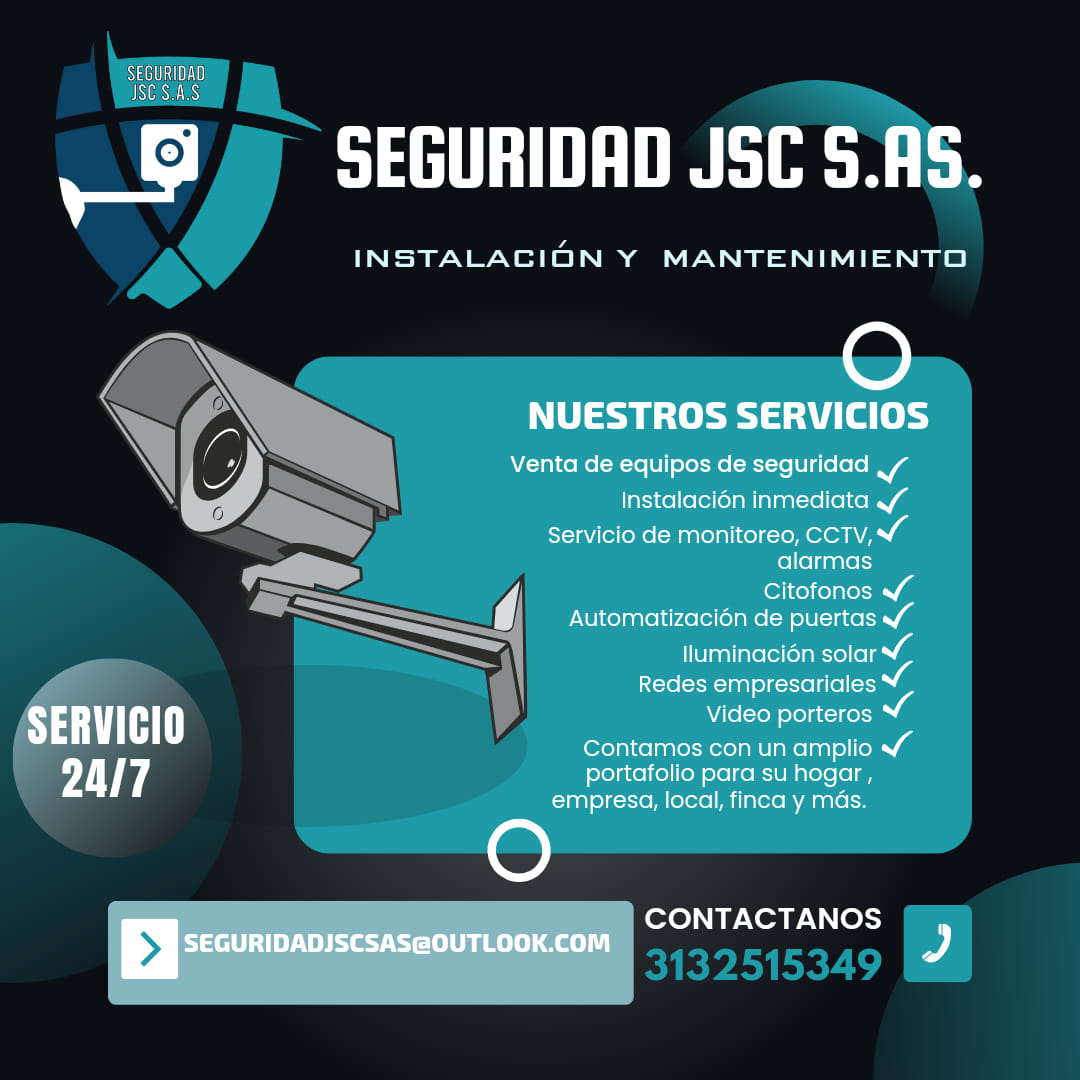 SEGURIDAD
JSC S.A.S
SEGURIDAD JSC S.AS.
INSTALACIÓN Y MANTENIMIENTO
NUESTROS SERVICIOS
Venta de equipos de seguridad
Instalación inmediata
Servicio de monitoreo, CCTV,
alarmas
Citofonos
Automatización de puertas
Iluminación solar
Redes empresariales
Video porteros
Contamos con un amplio
portafolio para su hogar ,
empresa, local, finca y más.
SERVICIO
24/7
SEGURIDADJSCSAS@OUTLOOK.COM
CONTACTANOS
3132515349